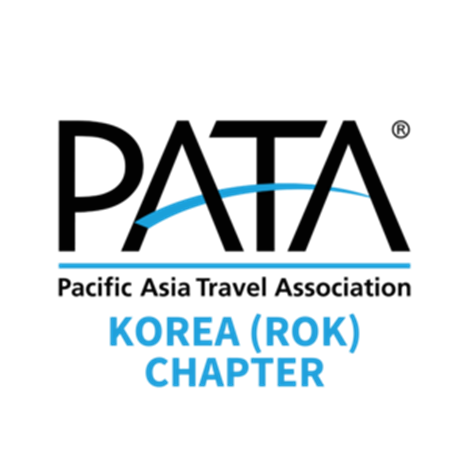 PATA®
Pacific Asia Travel Association
KOREA (ROK)
CHAPTER